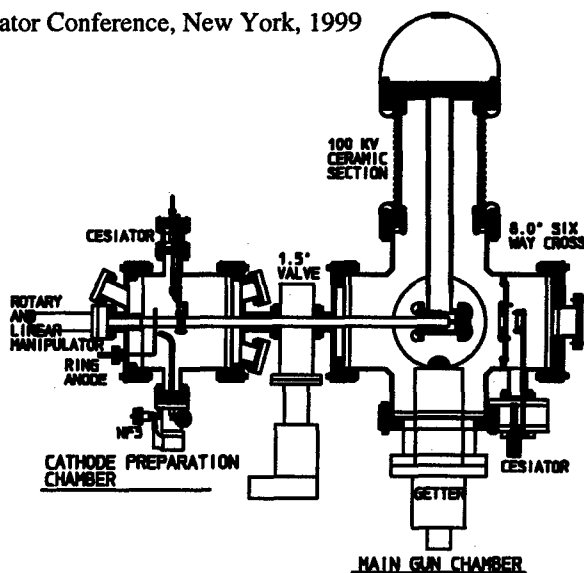 ator Conference, New York, 1999
100 KV
CERAMIC
SECTION
CESIATOR
8.0" SIX
WAY CROSS
1.5"
VALVE
ROTARY
AND
LINEAR
MANIPULATOR
RING
ANODE
NF3
CATHODE PREPARATION
CHAMBER
GETTER
CESIATOR
MAIN GUN CHAMBER